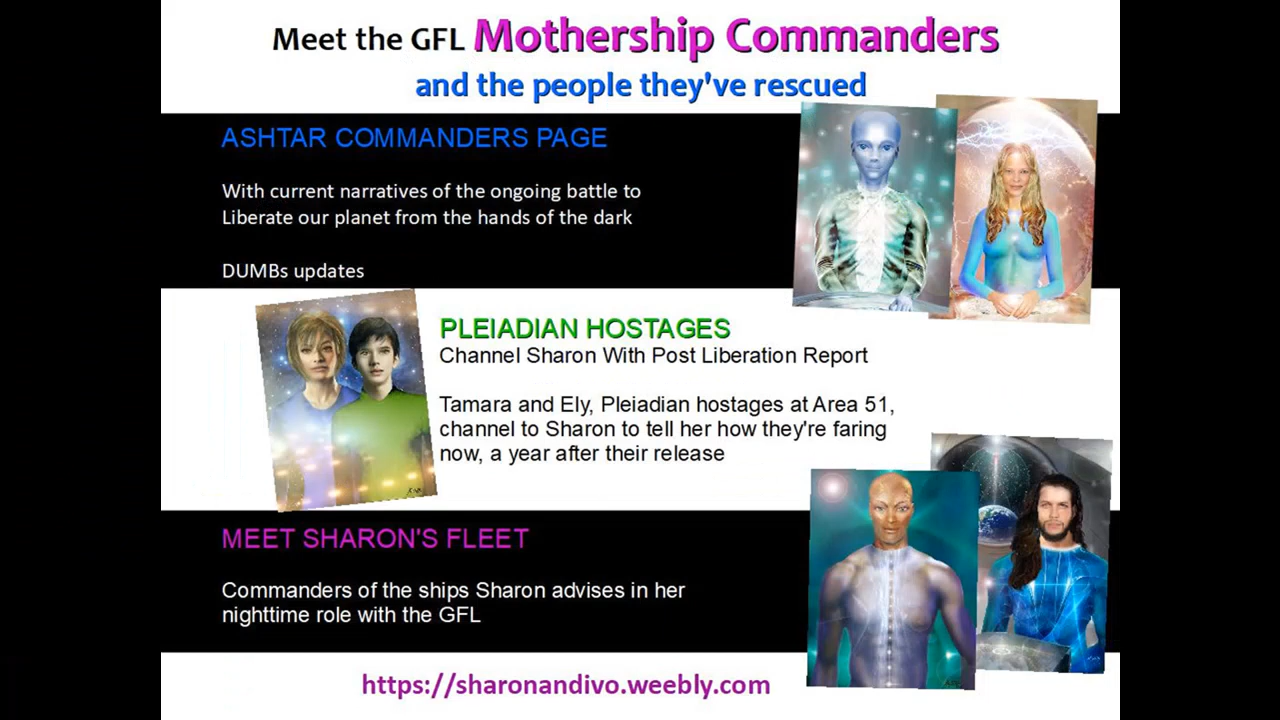 Meet the GFL Mothership Commanders
and the people they've rescued
ASHTAR COMMANDERS PAGE
With current narratives of the ongoing battle to
Liberate our planet from the hands of the dark
DUMBs updates
PLEIADIAN HOSTAGES
Channel Sharon With Post Liberation Report
Tamara and Ely, Pleiadian hostages at Area 51,
channel to Sharon to tell her how they're faring
now, a year after their release
MEET SHARON'S FLEET
Commanders of the ships Sharon advises in her
nighttime role with the GFL
https://sharonandivo.weebly.com